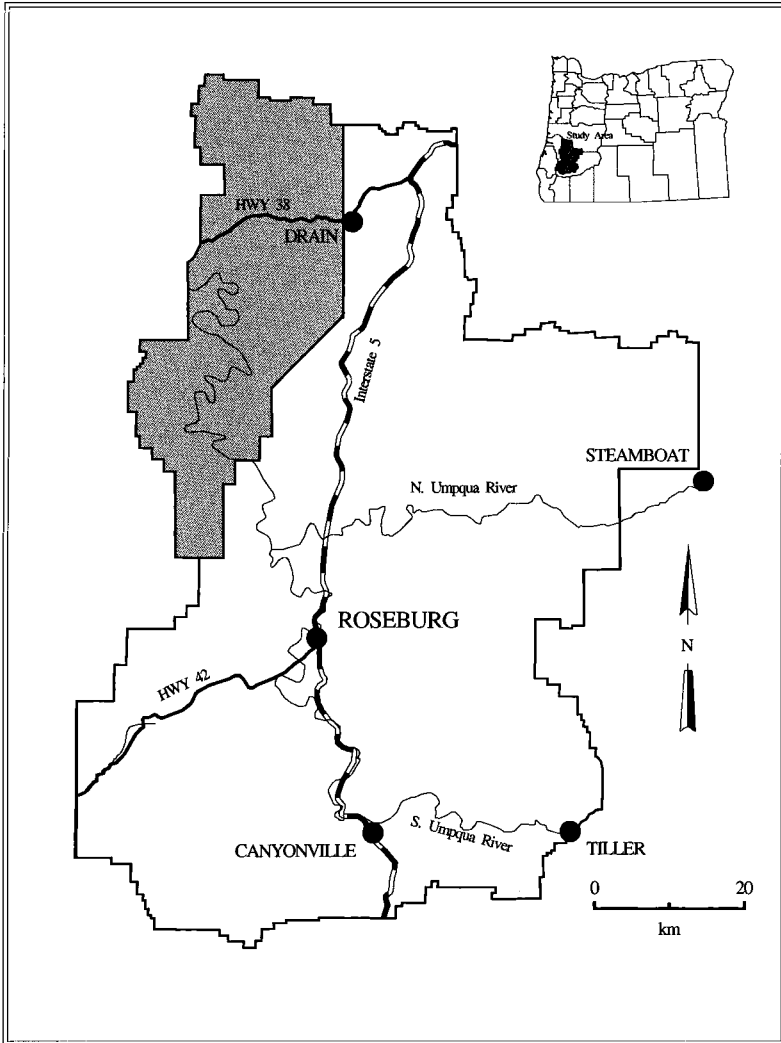 Study Area
HWY 38
DRAIN
Interstate 5
STEAMBOAT
N. Umpqua River
ROSEBURG
N
HWY 42
S. Umpqua River
CANYONVILLE
TILLER
0 20
km